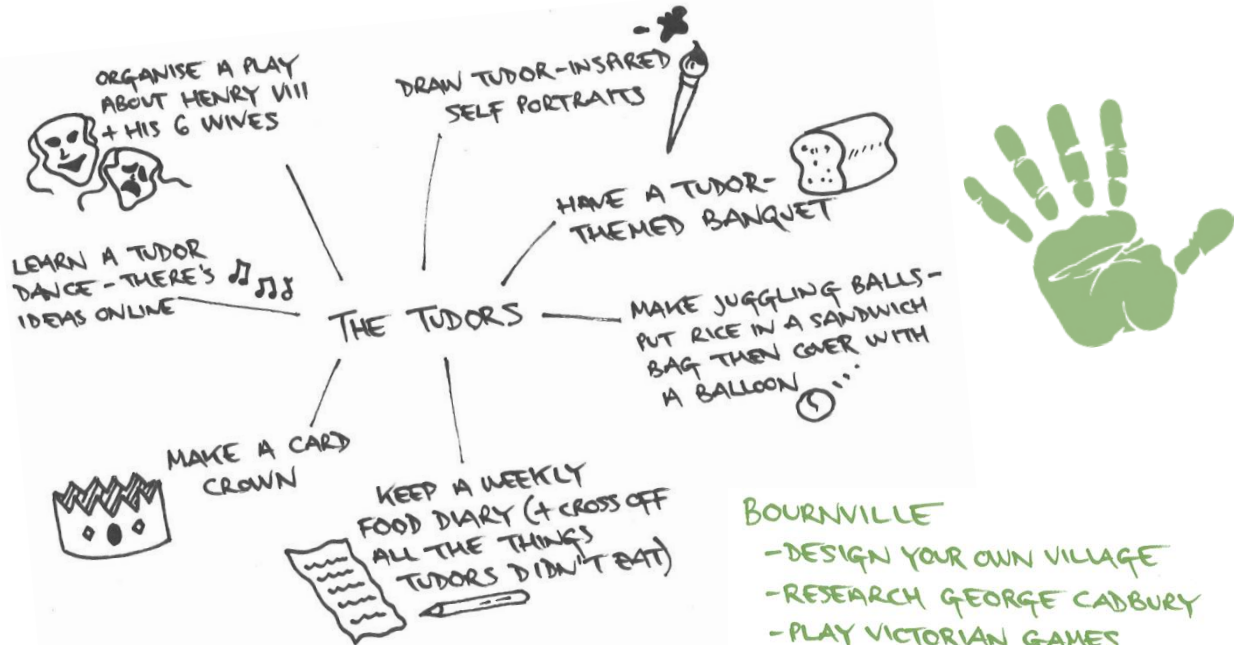 ORGANISE A PLAY
ABOUT HENRY VIII
+ HIS 6 WIVES
DRAW TUDOR-INSPIRED
SELF PORTRAITS
HAVE A TUDOR-
THEMED BANQUET
LEARN A TUDOR
DANCE - THERE'S
IDEAS ONLINE
THE TUDORS
MAKE JUGGLING BALLS -
PUT RICE IN A SANDWICH
BAG THEN COVER WITH
A BALLOON
MAKE A CARD
CROWN
KEEP A WEEKLY
FOOD DIARY (+ CROSS OFF
ALL THE THINGS
TUDORS DIDN'T EAT)
BOURNVILLE
- DESIGN YOUR OWN VILLAGE
- RESEARCH GEORGE CADBURY
- PLAY VICTORIAN GAMES